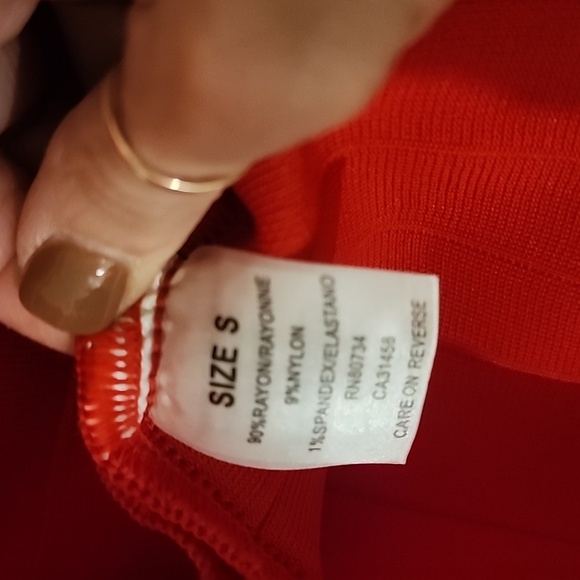 SIZE S
90%RAYON/RAYONNE
9%NYLON
1%SPANDEX/ELASTANO
RN80734
CA31458
CARE ON REVERSE